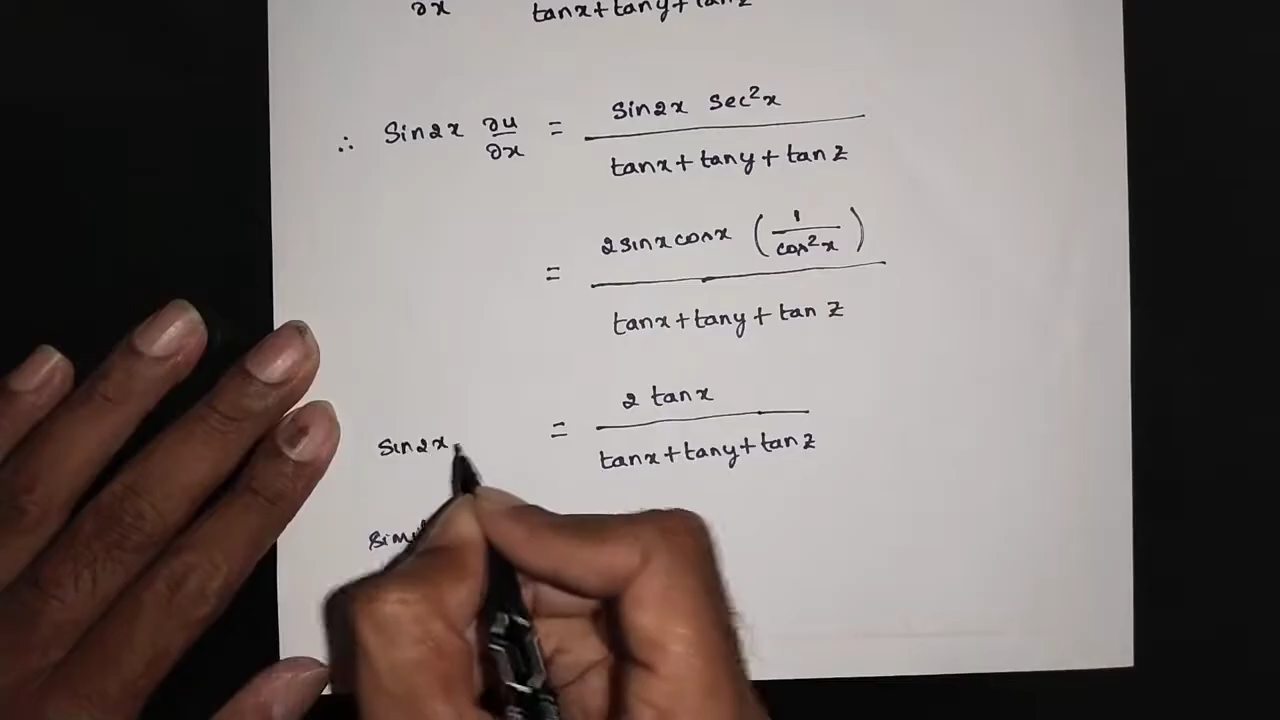 ∂x tanx+tany+tanz
∴ Sin2x ∂u/∂x = sin2x sec²x / tanx+tany+tanz
= 2sinxcosx (1/cos²x) / tanx+tany+tanz
sin2x = 2 tanx / tanx+tany+tanz